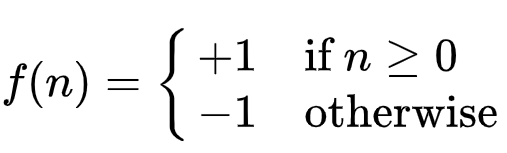 f(n) = { +1 if n ≥ 0
−1 otherwise